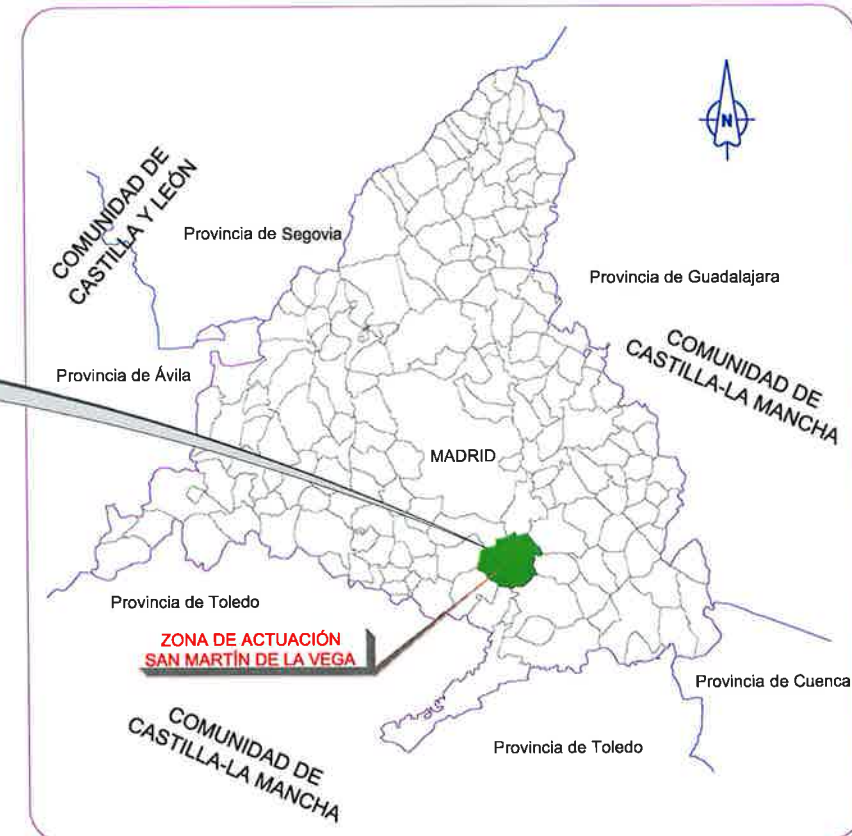 N
COMUNIDAD DE
CASTILLA Y LEÓN
Provincia de Segovia
Provincia de Guadalajara
COMUNIDAD DE
CASTILLA-LA MANCHA
Provincia de Ávila
MADRID
Provincia de Toledo
ZONA DE ACTUACIÓN
SAN MARTÍN DE LA VEGA
Provincia de Cuenca
COMUNIDAD DE
CASTILLA-LA MANCHA
Provincia de Toledo